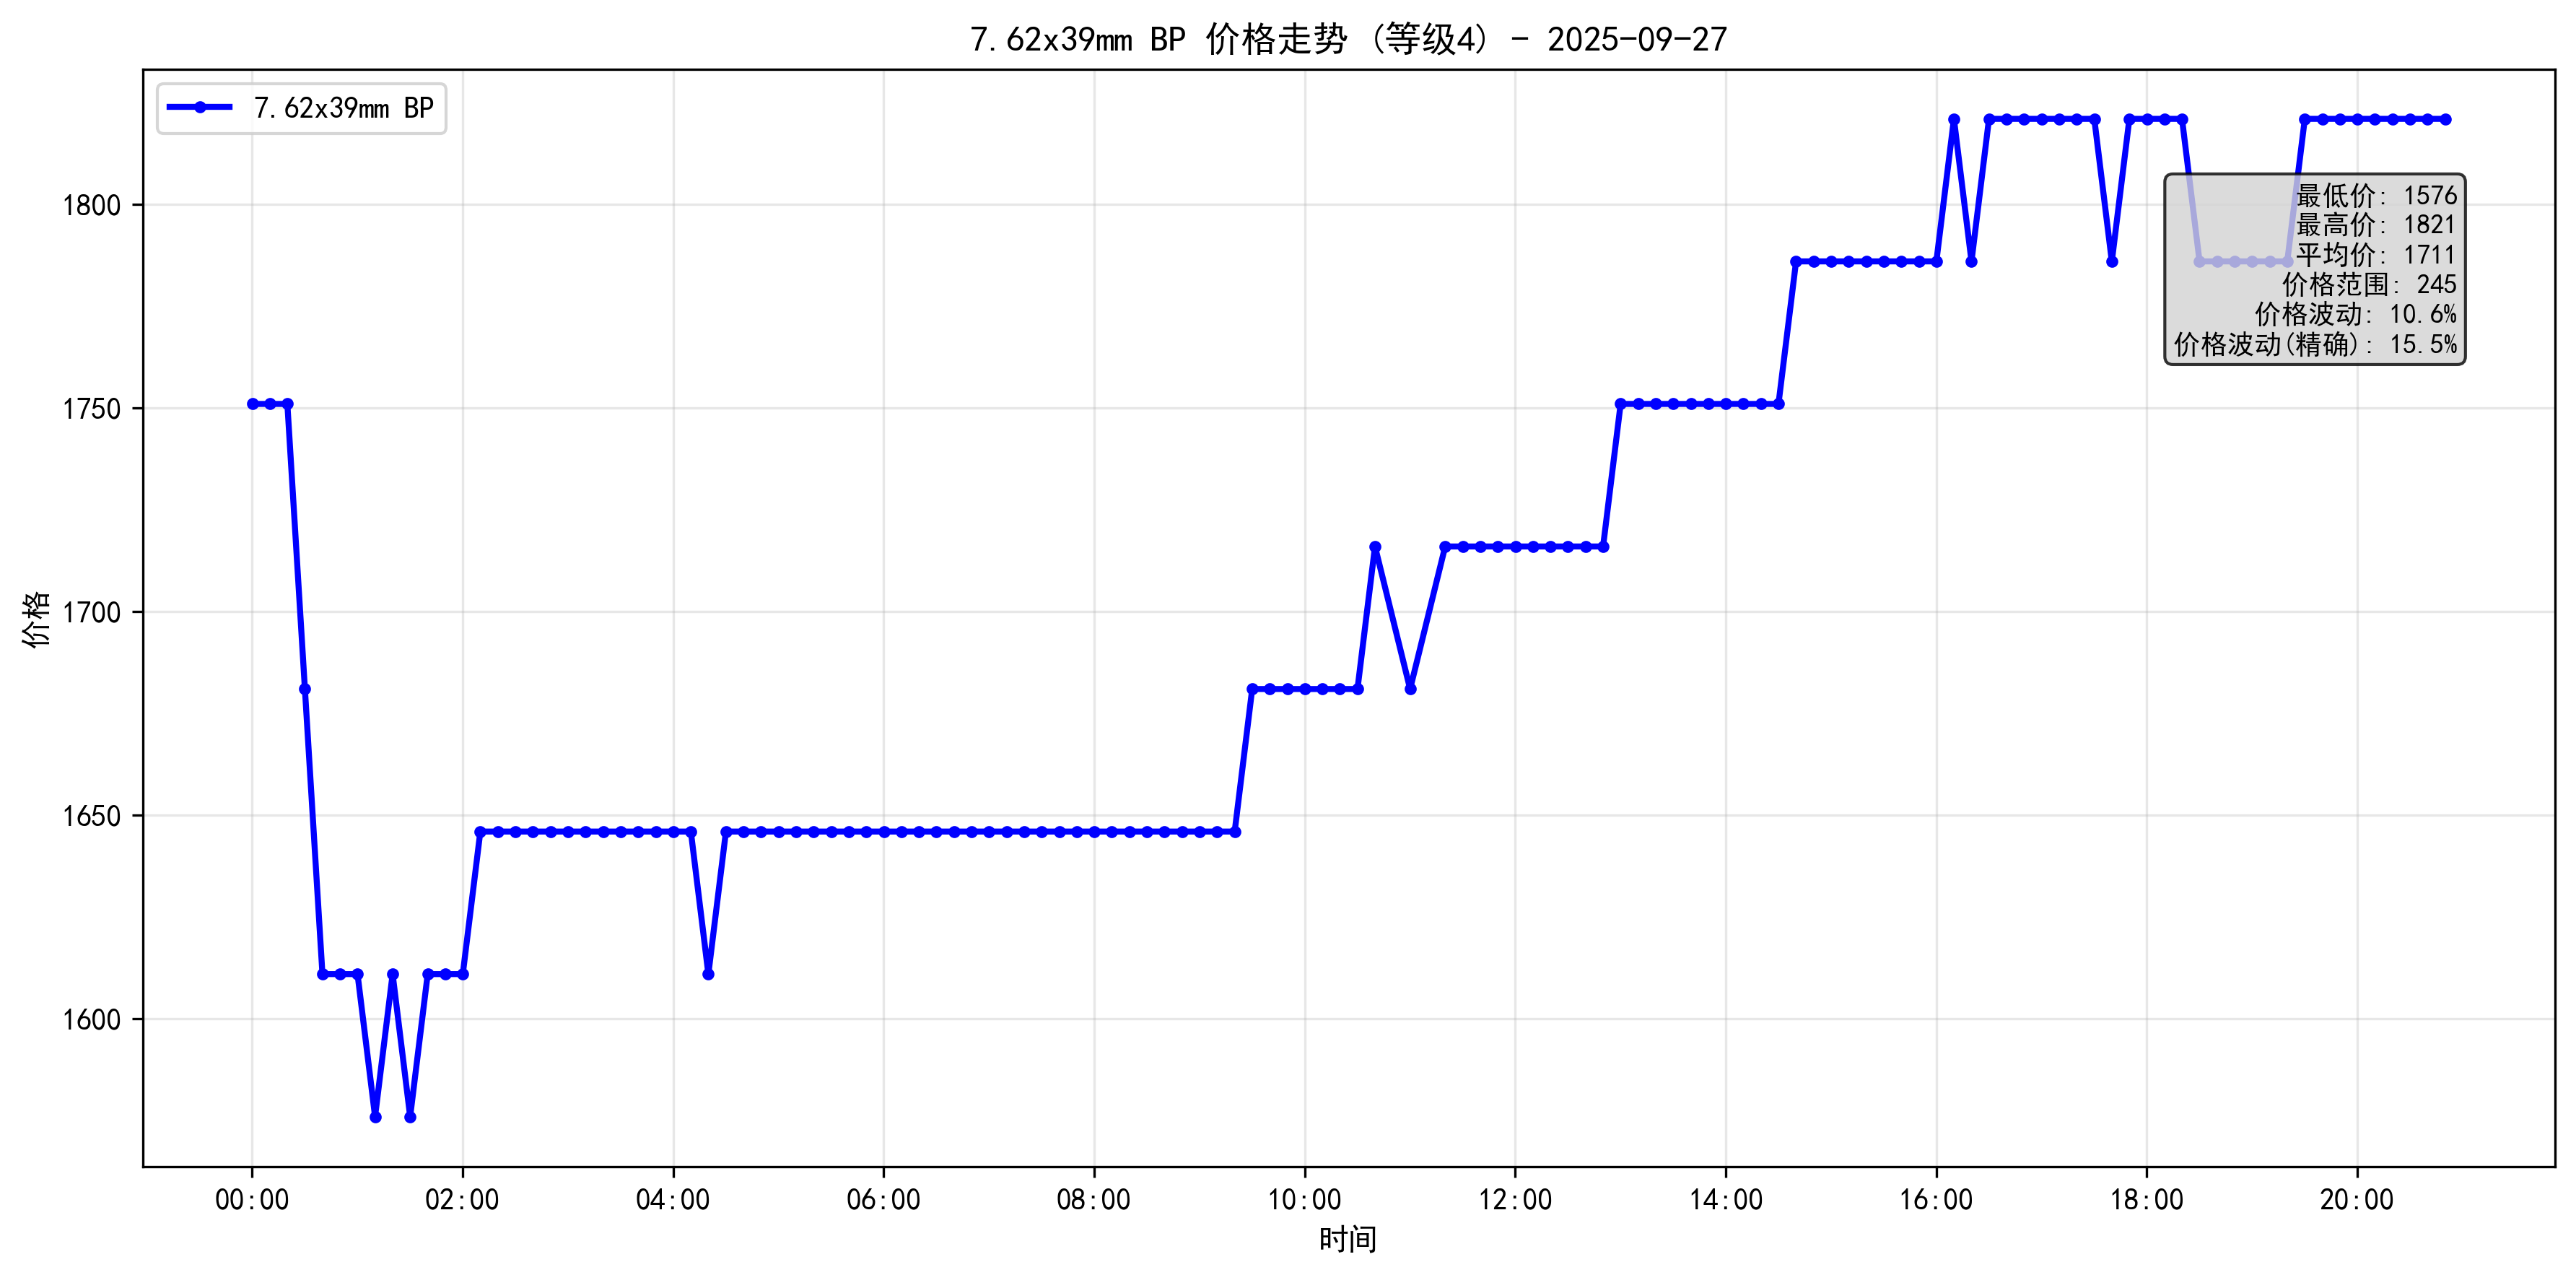 7.62x39mm BP 价格走势 (等级4) - 2025-09-27
7.62x39mm BP
最低价: 1576
最高价: 1821
平均价: 1711
价格范围: 245
价格波动: 10.6%
价格波动(精确): 15.5%
价格
1800
1750
1700
1650
1600
00:00 02:00 04:00 06:00 08:00 10:00 12:00 14:00 16:00 18:00 20:00
时间